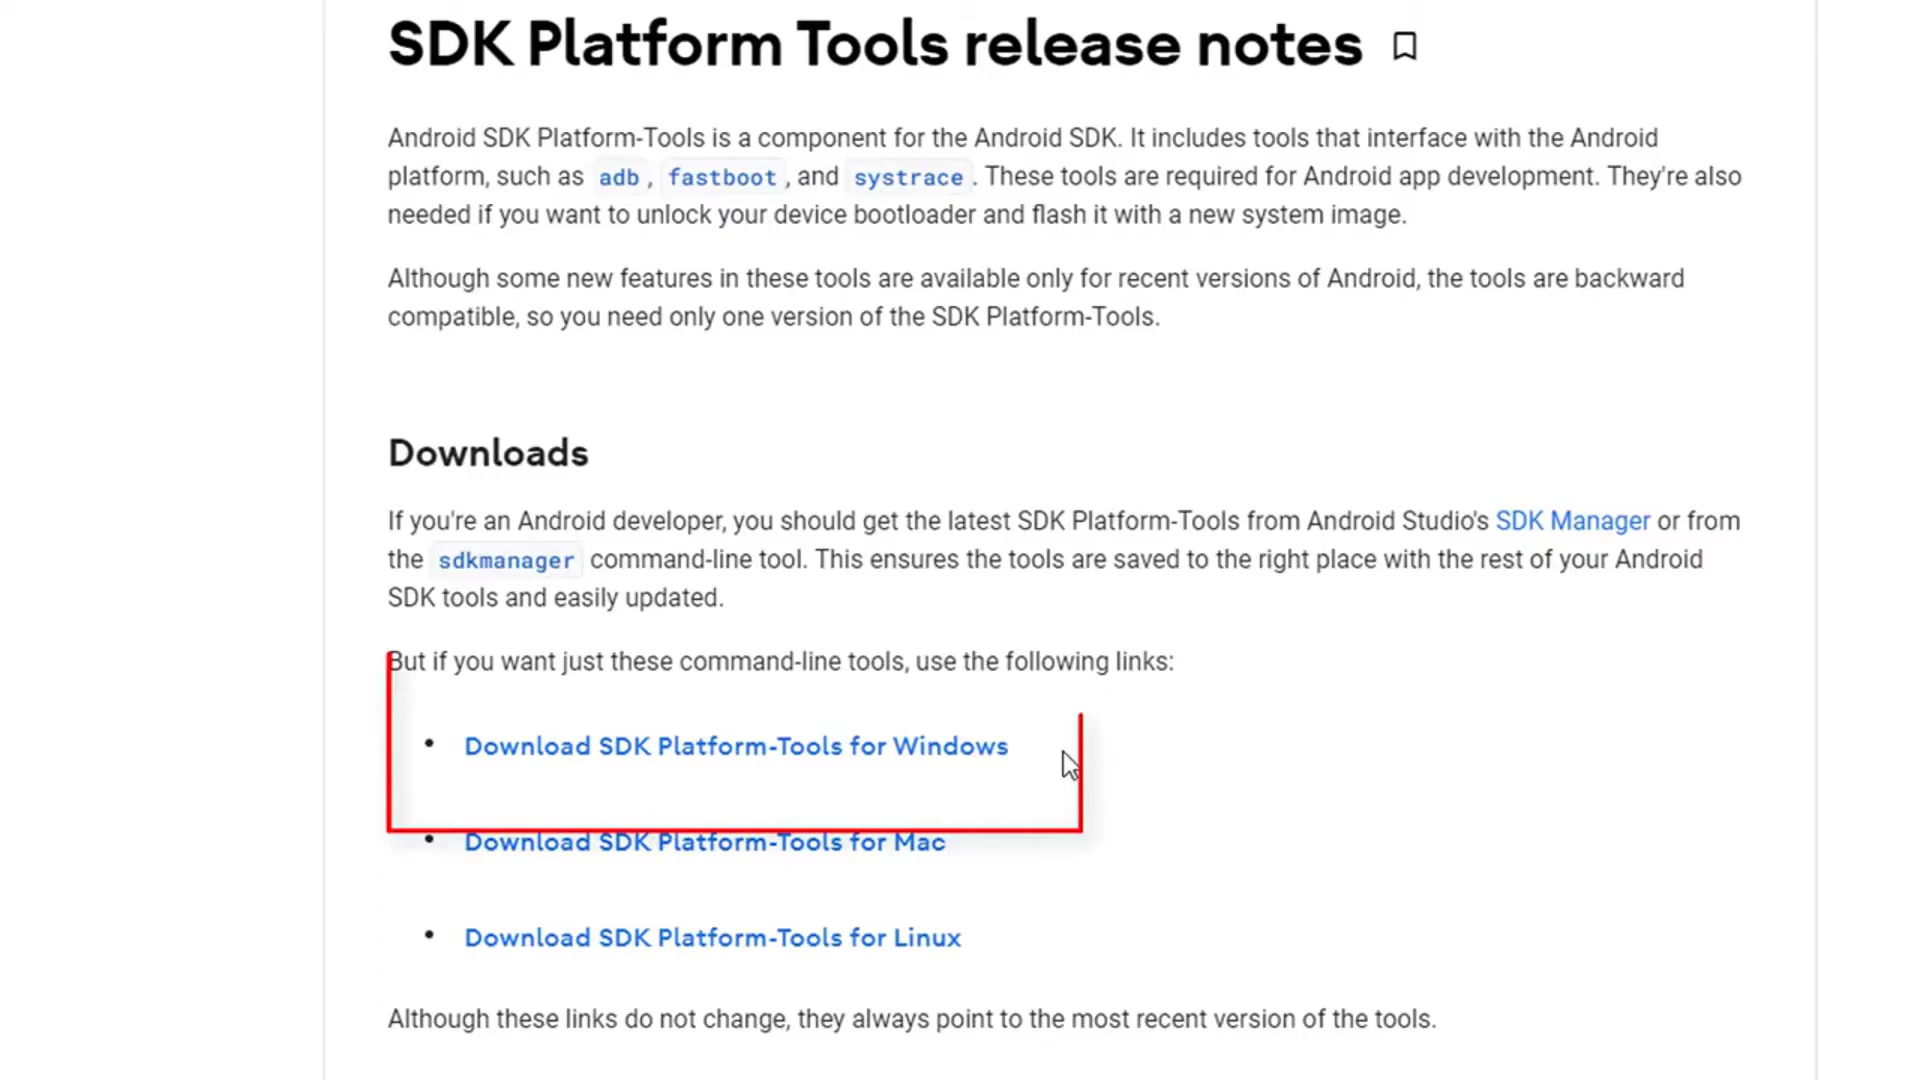 SDK Platform Tools release notes
Android SDK Platform-Tools is a component for the Android SDK. It includes tools that interface with the Android
platform, such as adb, fastboot, and systrace. These tools are required for Android app development. They're also
needed if you want to unlock your device bootloader and flash it with a new system image.
Although some new features in these tools are available only for recent versions of Android, the tools are backward
compatible, so you need only one version of the SDK Platform-Tools.
Downloads
If you're an Android developer, you should get the latest SDK Platform-Tools from Android Studio's SDK Manager or from
the sdkmanager command-line tool. This ensures the tools are saved to the right place with the rest of your Android
SDK tools and easily updated.
But if you want just these command-line tools, use the following links:
• Download SDK Platform-Tools for Windows
• Download SDK Platform-Tools for Mac
• Download SDK Platform-Tools for Linux
Although these links do not change, they always point to the most recent version of the tools.